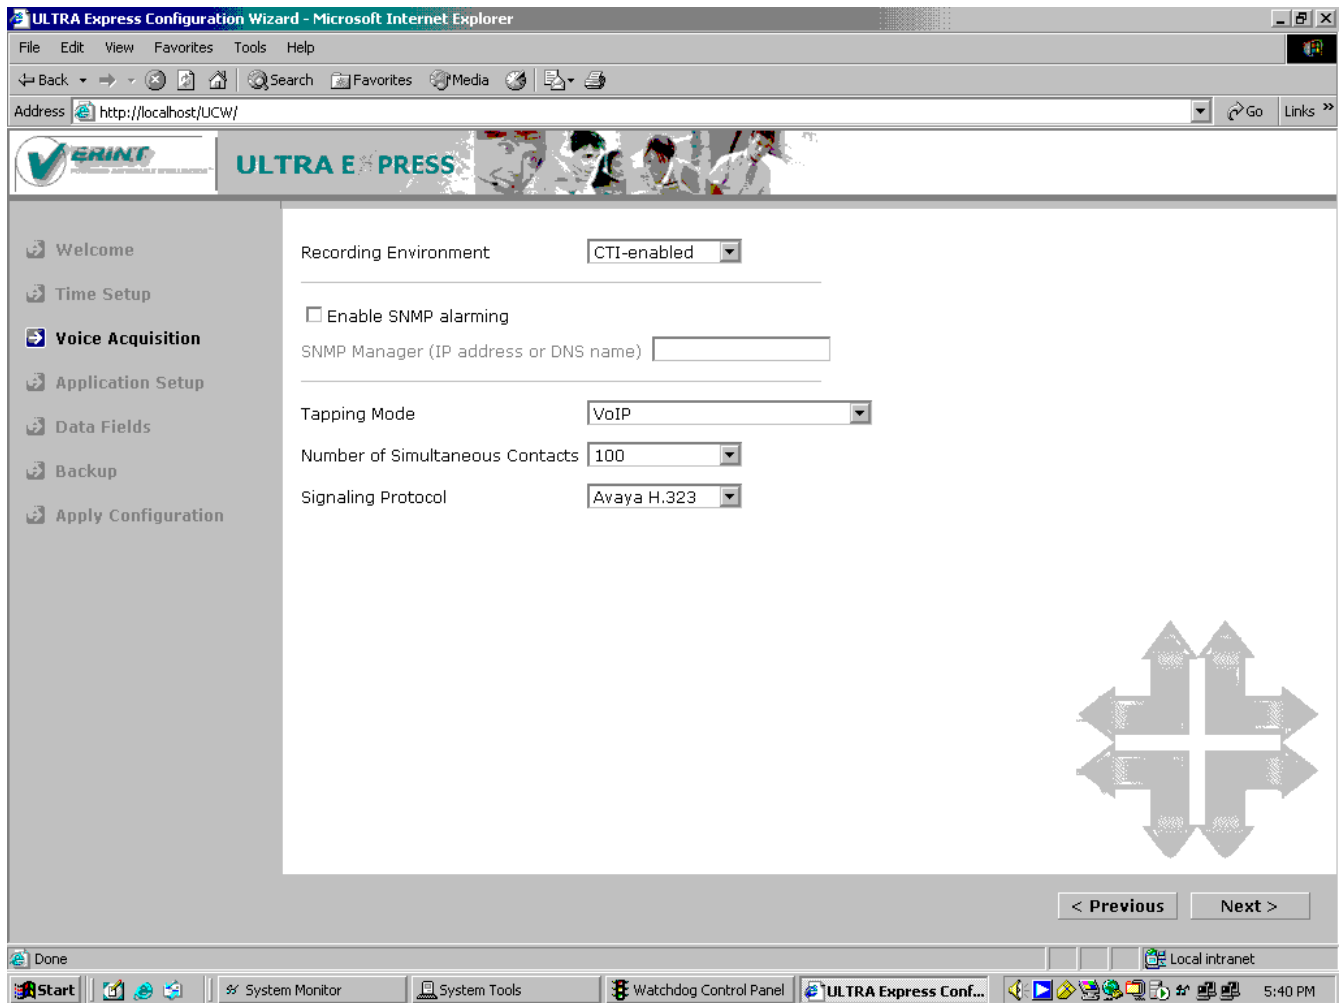 ULTRA Express Configuration Wizard - Microsoft Internet Explorer
File Edit View Favorites Tools Help
Back Search Favorites Media
Address http://localhost/UCW/ Go Links »
VERINT
ULTRA EXPRESS
Welcome
Time Setup
Voice Acquisition
Application Setup
Data Fields
Backup
Apply Configuration
Recording Environment CTI-enabled
Enable SNMP alarming
SNMP Manager (IP address or DNS name)
Tapping Mode VoIP
Number of Simultaneous Contacts 100
Signaling Protocol Avaya H.323
< Previous Next >
Done Local intranet
Start System Monitor System Tools Watchdog Control Panel ULTRA Express Conf... 5:40 PM